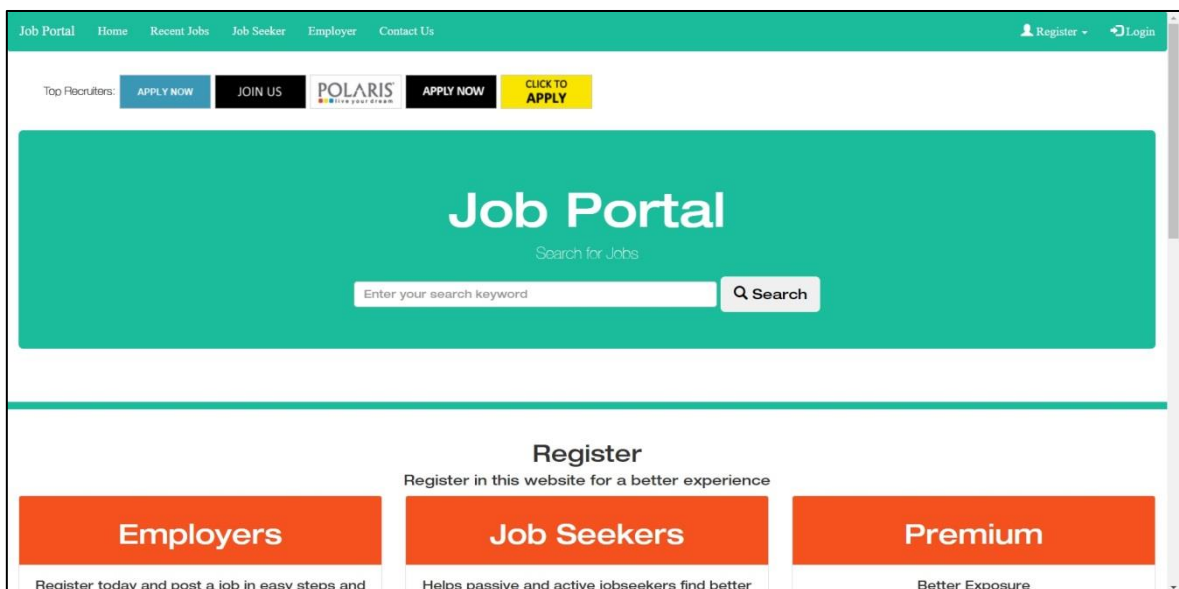 Job Portal Home Recent Jobs Job Seeker Employer Contact Us Register Login
Top Recruiters: APPLY NOW JOIN US POLARIS live your dream APPLY NOW CLICK TO APPLY
Job Portal
Search for Jobs
Enter your search keyword Search
Register
Register in this website for a better experience
Employers Job Seekers Premium
Register today and post a job in easy steps and Helps passive and active jobseekers find better Better Exposure